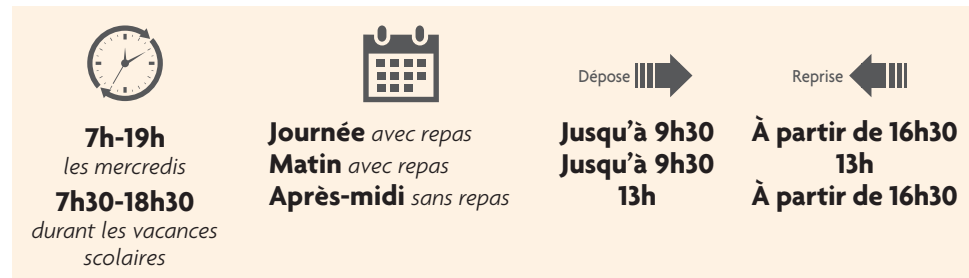 7h-19h
les mercredis
7h30-18h30
durant les vacances
scolaires
Journée avec repas
Matin avec repas
Après-midi sans repas
Dépose
Jusqu'à 9h30
Jusqu'à 9h30
13h
Reprise
À partir de 16h30
13h
À partir de 16h30